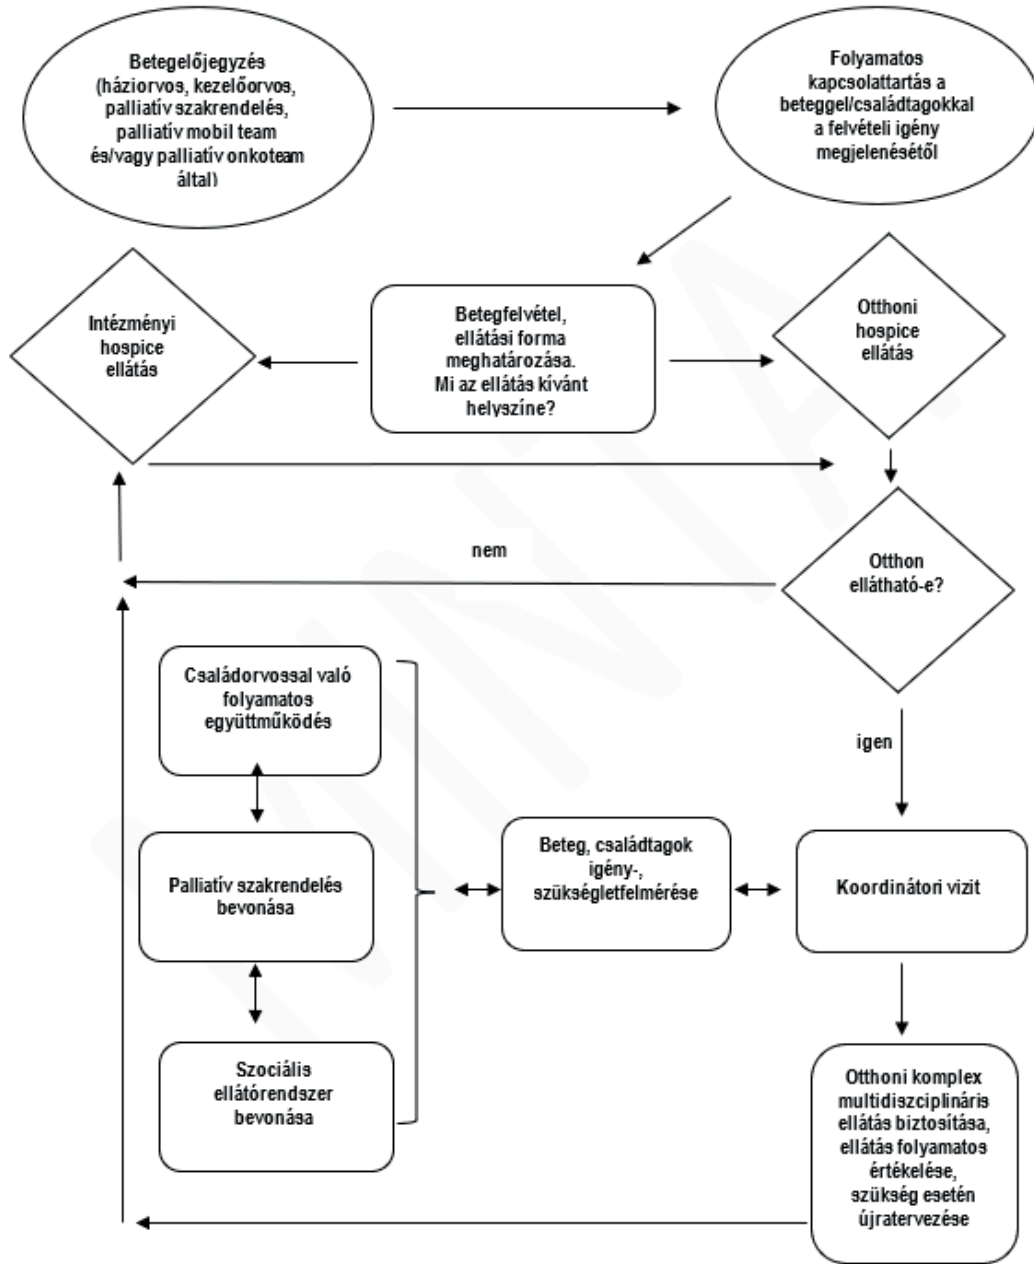 Betegelőjegyzés
(háziorvos, kezelőorvos,
palliatív szakrendelés,
palliatív mobil team
és/vagy palliatív onkoteam
által)
Folyamatos
kapcsolattartás a
beteggel/családtagokkal
a felvételi igény
megjelenésétől
Intézményi
hospice
ellátás
Betegfelvétel,
ellátási forma
meghatározása.
Mi az ellátás kívánt
helyszíne?
Otthoni
hospice
ellátás
nem
Otthon
ellátható-e?
igen
Családorvossal való
folyamatos
együttműködés
Palliatív szakrendelés
bevonása
Szociális
ellátórendszer
bevonása
Beteg, családtagok
igény-,
szükségletfelmérése
Koordinátori vizit
Otthoni komplex
multidiszciplináris
ellátás biztosítása,
ellátás folyamatos
értékelése,
szükség esetén
újratervezése
MINTA